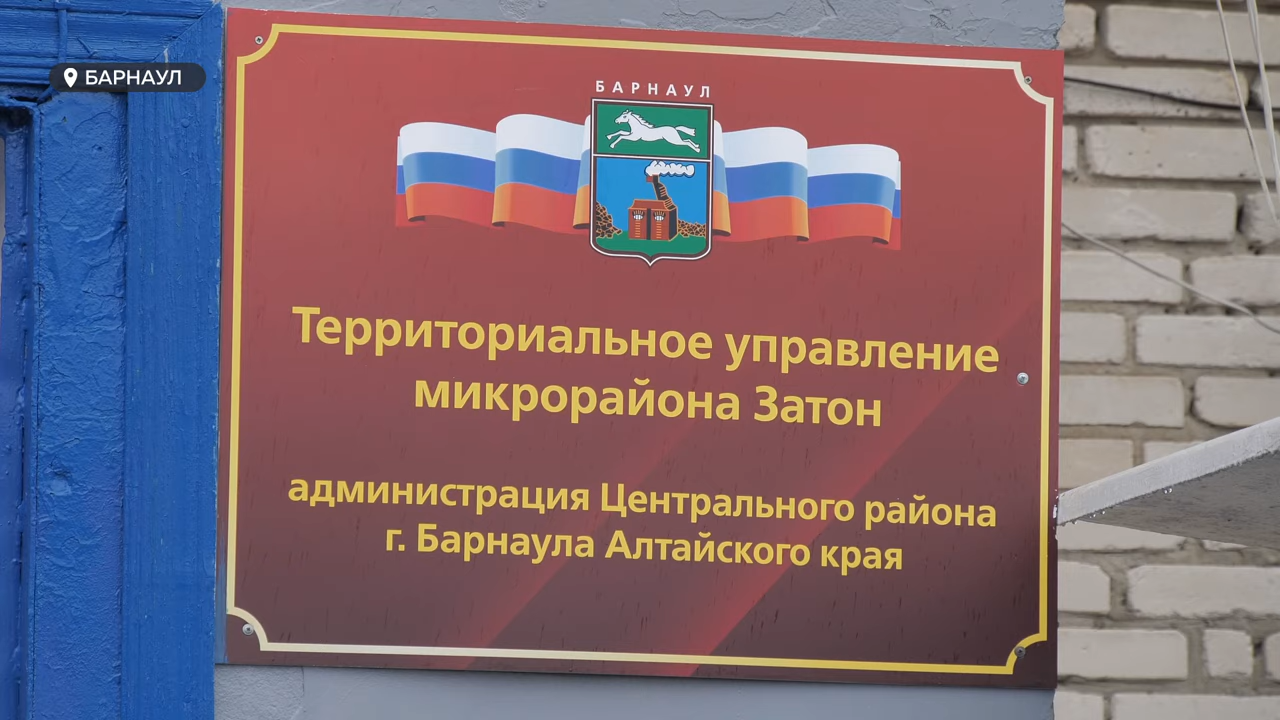 БАРНАУЛ
БАРНАУЛ
Территориальное управление
микрорайона Затон
администрация Центрального района
г. Барнаула Алтайского края